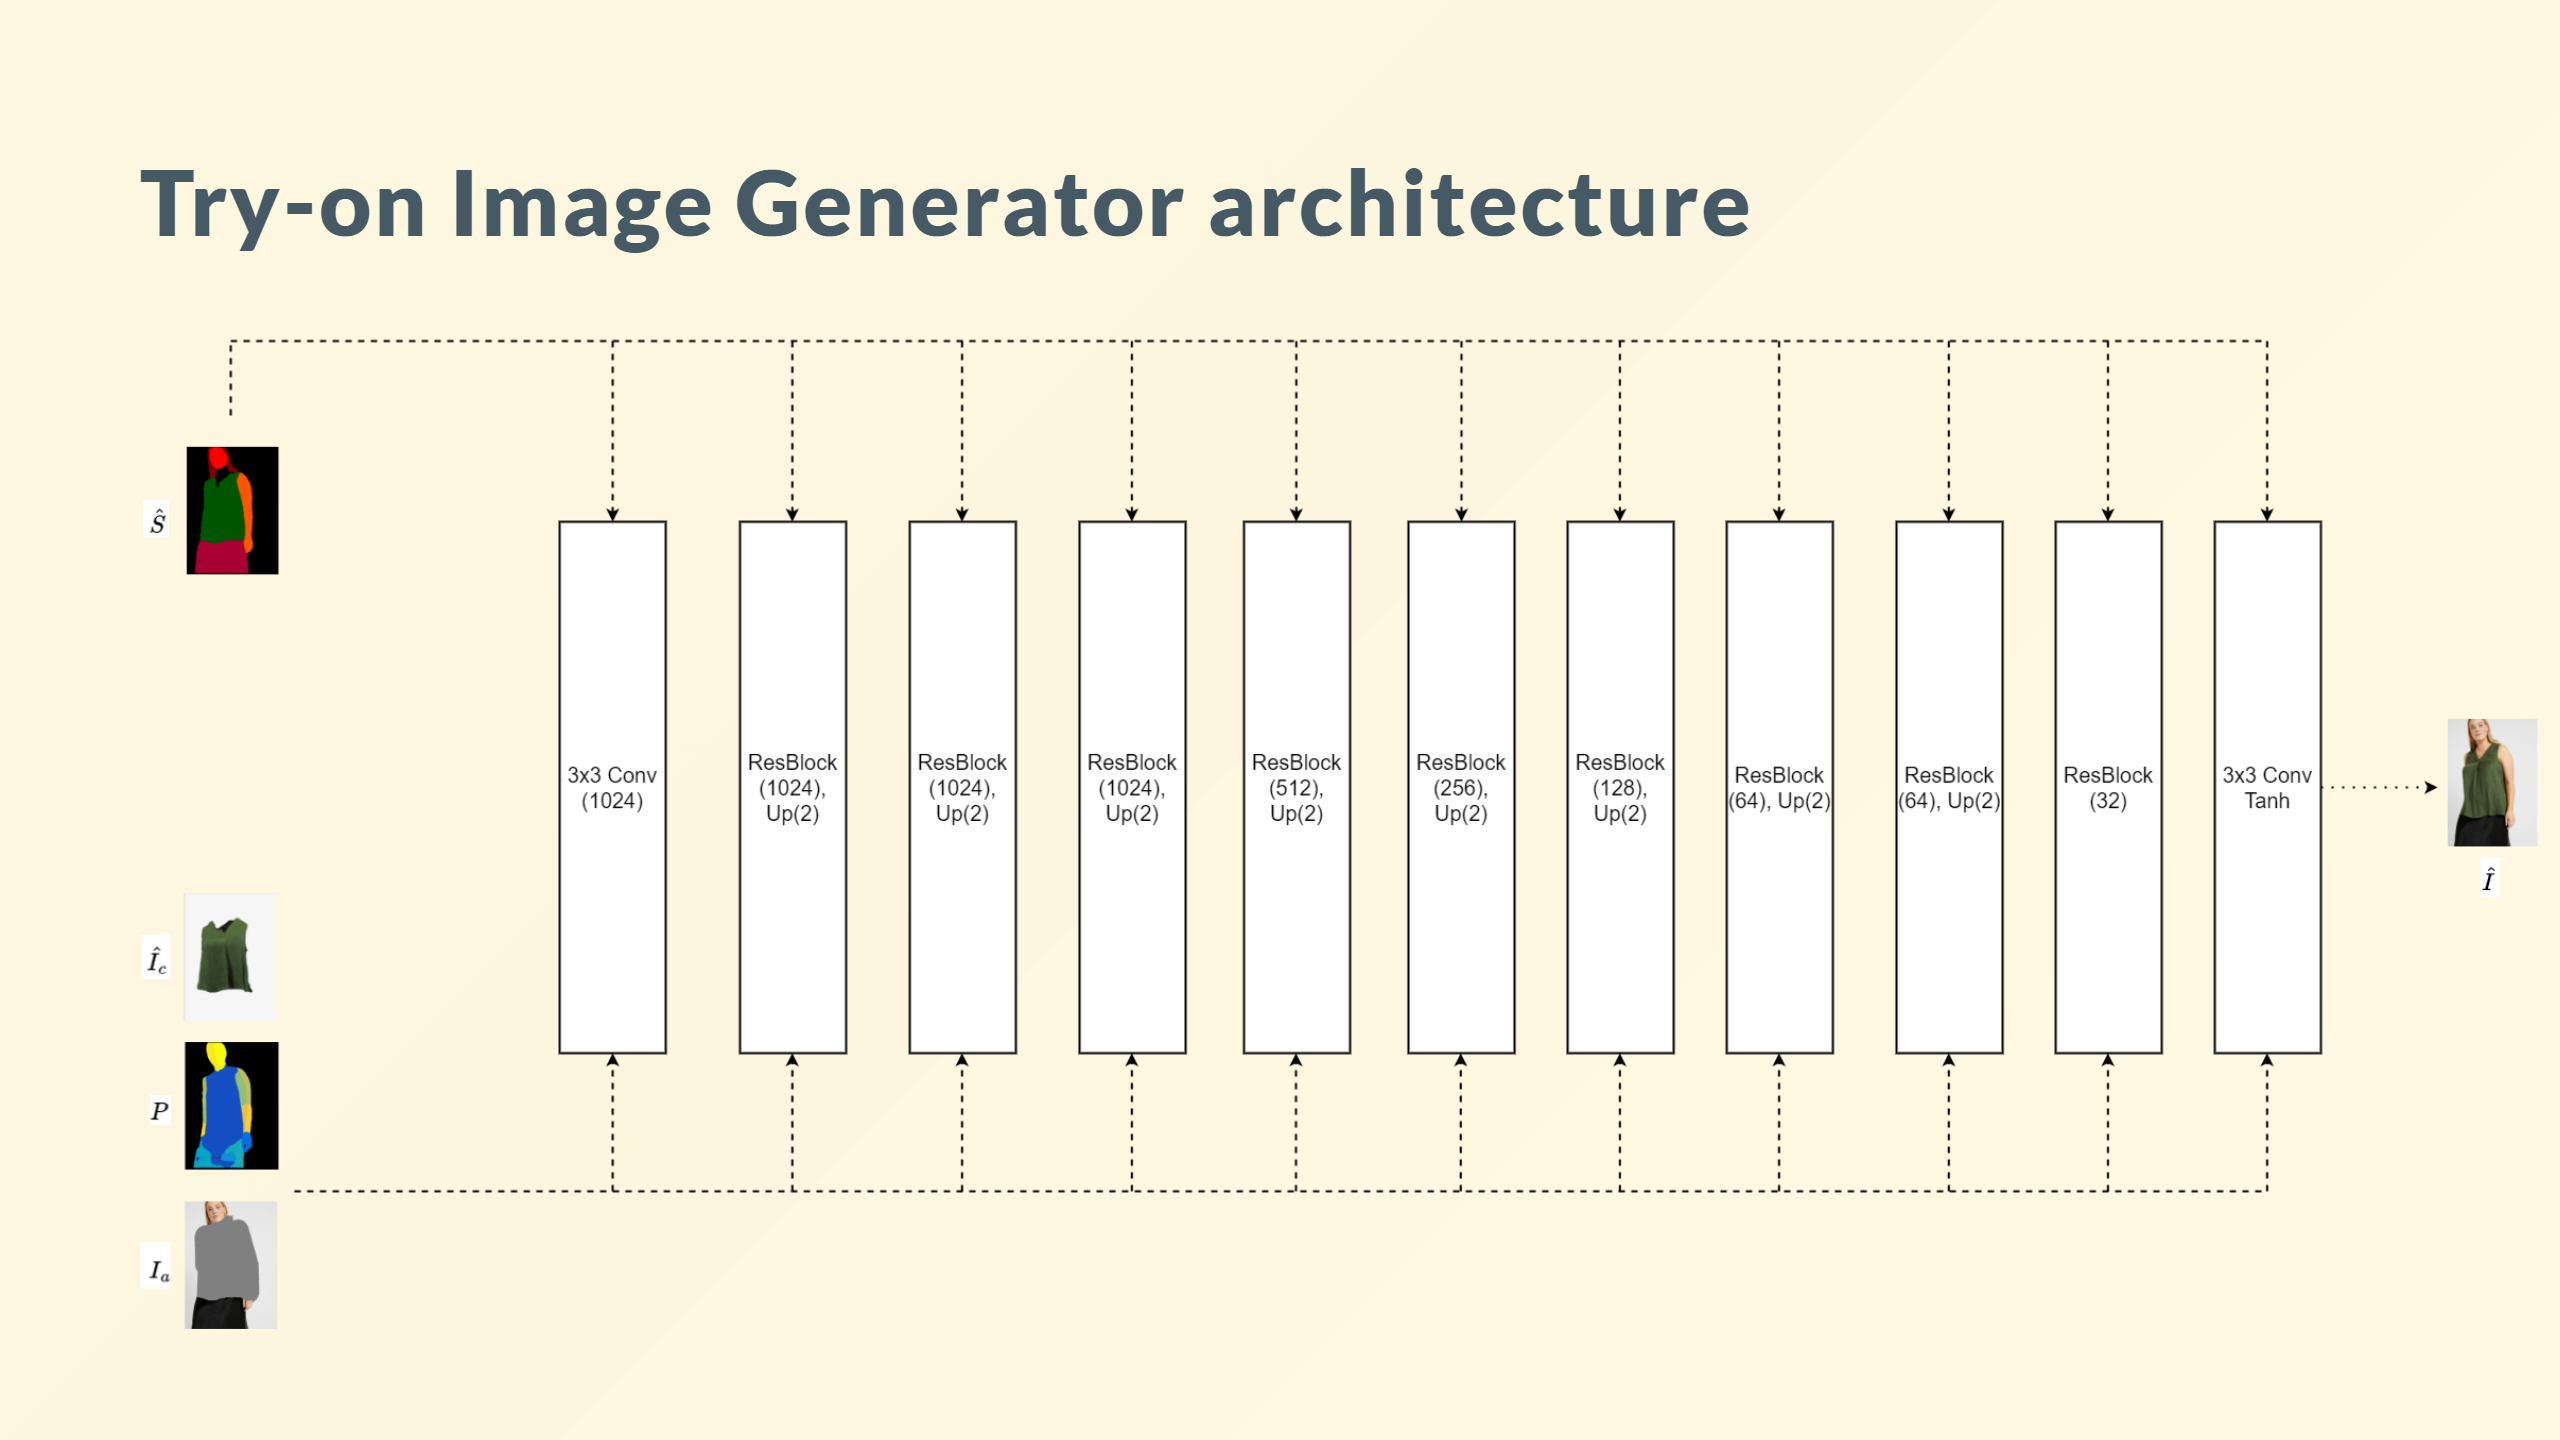 Try-on Image Generator architecture
Ŝ
3x3 Conv
(1024)
ResBlock
(1024),
Up(2)
ResBlock
(1024),
Up(2)
ResBlock
(1024),
Up(2)
ResBlock
(512),
Up(2)
ResBlock
(256),
Up(2)
ResBlock
(128),
Up(2)
ResBlock
(64), Up(2)
ResBlock
(64), Up(2)
ResBlock
(32)
3x3 Conv
Tanh
Î
Î_c
P
I_a